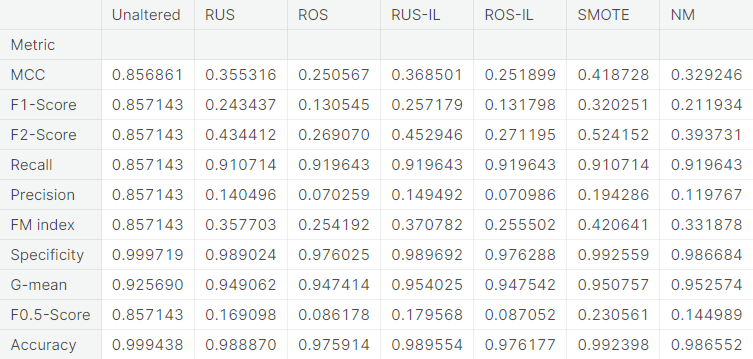 Unaltered RUS ROS RUS-IL ROS-IL SMOTE NM
Metric
MCC 0.856861 0.355316 0.250567 0.368501 0.251899 0.418728 0.329246
F1-Score 0.857143 0.243437 0.130545 0.257179 0.131798 0.320251 0.211934
F2-Score 0.857143 0.434412 0.269070 0.452946 0.271195 0.524152 0.393731
Recall 0.857143 0.910714 0.919643 0.919643 0.919643 0.910714 0.919643
Precision 0.857143 0.140496 0.070259 0.149492 0.070986 0.194286 0.119767
FM index 0.857143 0.357703 0.254192 0.370782 0.255502 0.420641 0.331878
Specificity 0.999719 0.989024 0.976025 0.989692 0.976288 0.992559 0.986684
G-mean 0.925690 0.949062 0.947414 0.954025 0.947542 0.950757 0.952574
F0.5-Score 0.857143 0.169098 0.086178 0.179568 0.087052 0.230561 0.144989
Accuracy 0.999438 0.988870 0.975914 0.989554 0.976177 0.992398 0.986552